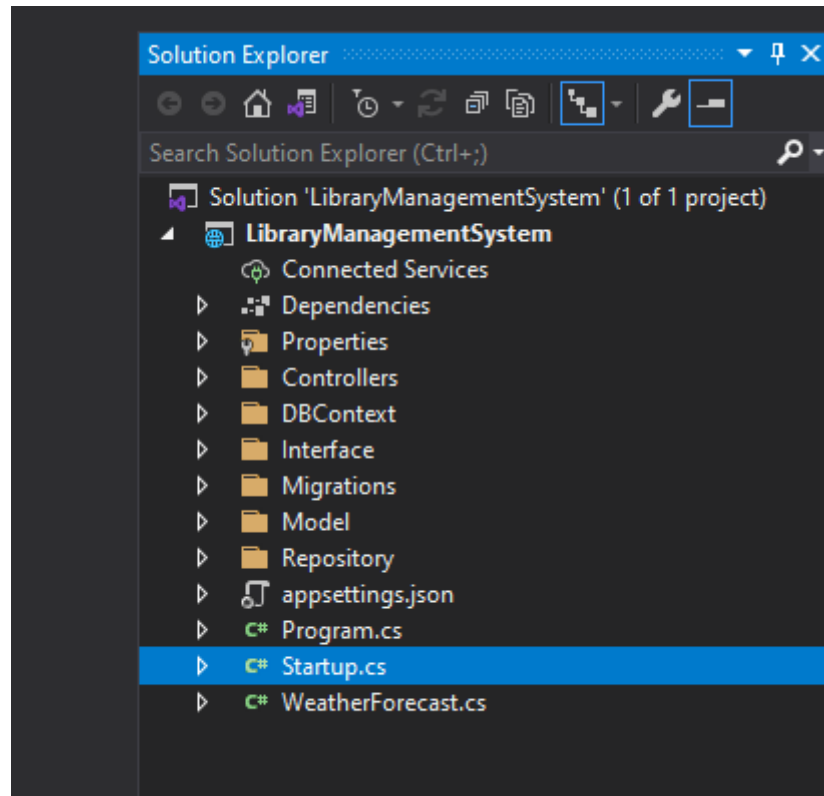 Solution Explorer
Search Solution Explorer (Ctrl+;)
Solution 'LibraryManagementSystem' (1 of 1 project)
LibraryManagementSystem
Connected Services
Dependencies
Properties
Controllers
DBContext
Interface
Migrations
Model
Repository
appsettings.json
C# Program.cs
C# Startup.cs
C# WeatherForecast.cs